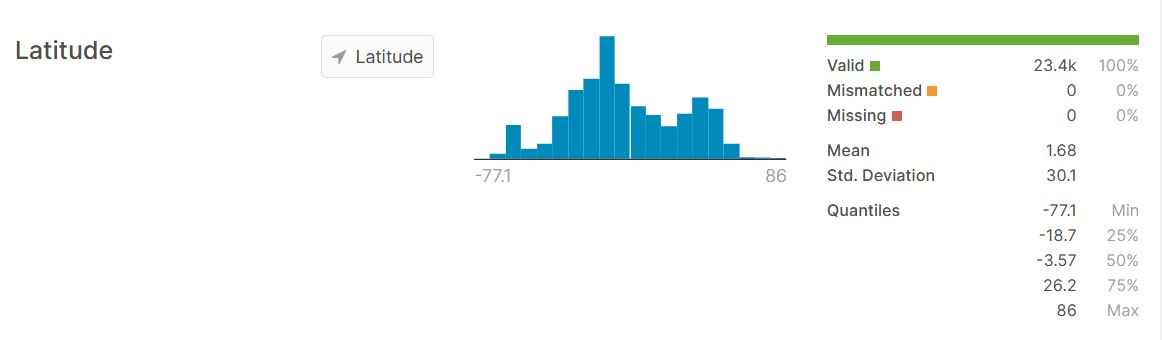 Latitude
Latitude
-77.1
86
Valid 23.4k 100%
Mismatched 0 0%
Missing 0 0%
Mean 1.68
Std. Deviation 30.1
Quantiles -77.1 Min
-18.7 25%
-3.57 50%
26.2 75%
86 Max